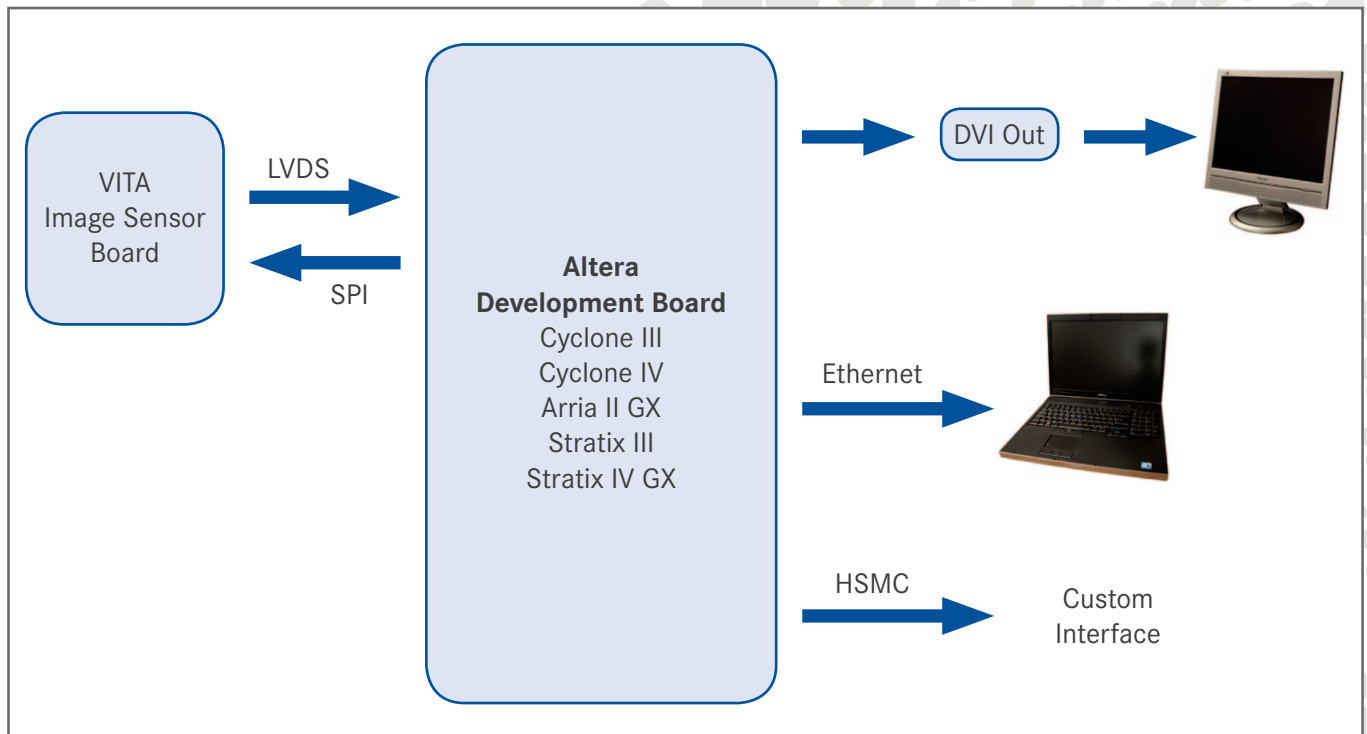 VITA
Image Sensor
Board
LVDS
SPI
Altera
Development Board
Cyclone III
Cyclone IV
Arria II GX
Stratix III
Stratix IV GX
DVI Out
Ethernet
HSMC
Custom
Interface